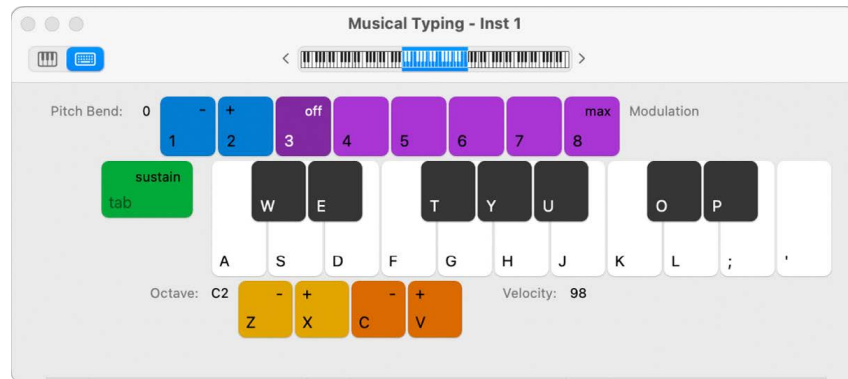 Musical Typing - Inst 1
Pitch Bend: 0 - + off max Modulation
1 2 3 4 5 6 7 8
sustain
tab
W E T Y U O P
A S D F G H J K L ; '
Octave: C2 - + - + Velocity: 98
Z X C V